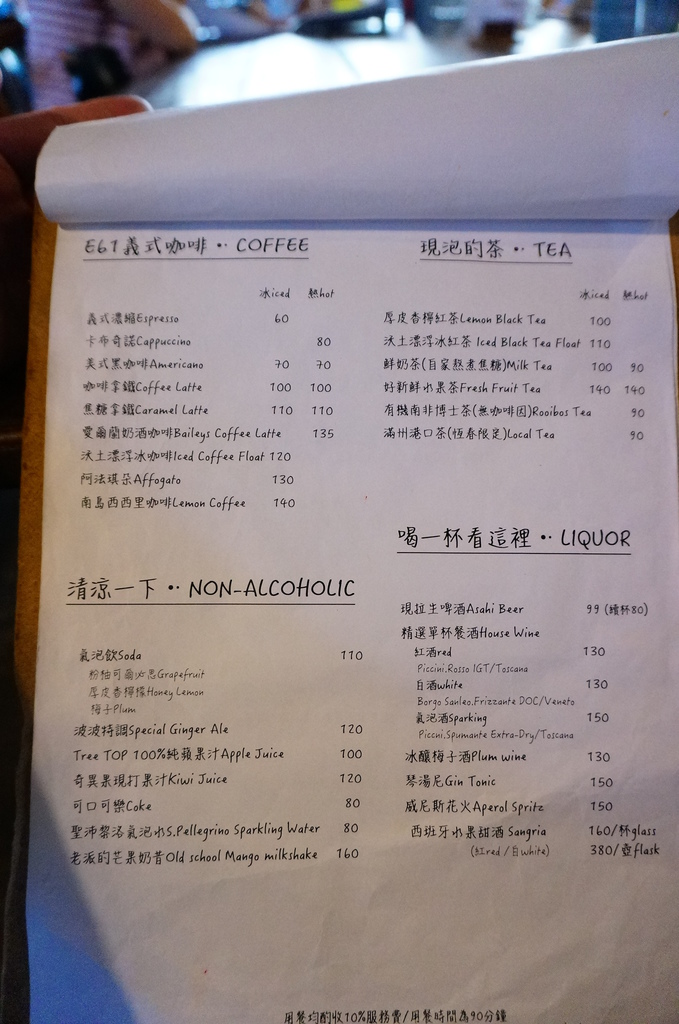 E61義式咖啡 •• COFFEE
冰iced 熱hot
義式濃縮Espresso 60
卡布奇諾Cappuccino 80
美式黑咖啡Americano 70 70
咖啡拿鐵Coffee Latte 100 100
焦糖拿鐵Caramel Latte 110 110
愛爾蘭奶酒咖啡Baileys Coffee Latte 135
沃土漂浮冰咖啡Iced Coffee Float 120
阿法琪朵Affogato 130
南島西西里咖啡Lemon Coffee 140
清涼一下 •• NON-ALCOHOLIC
氣泡飲Soda 110
粉柚可爾必思Grapefruit
厚皮香檸檬Honey Lemon
梅子Plum
波波特調Special Ginger Ale 120
Tree TOP 100%純蘋果汁Apple Juice 100
奇異果現打果汁Kiwi Juice 120
可口可樂Coke 80
聖沛黎洛氣泡水S.Pellegrino Sparkling Water 80
老派的芒果奶昔Old school Mango milkshake 160
現泡的茶 •• TEA
冰iced 熱hot
厚皮香檸紅茶Lemon Black Tea 100
沃土漂浮冰紅茶 Iced Black Tea Float 110
鮮奶茶(自家熬煮焦糖)Milk Tea 100 90
好新鮮水果茶Fresh Fruit Tea 140 140
有機南非博士茶(無咖啡因)Rooibos Tea 90
滿州港口茶(恆春限定)Local Tea 90
喝一杯看這裡 •• LIQUOR
現拉生啤酒Asahi Beer 99 (續杯80)
精選單杯餐酒House Wine
紅酒red 130
Piccini,Rosso IGT/Toscana
白酒white 130
Borgo Sanleo,Frizzante DOC/Veneto
氣泡酒Sparking 150
Piccini,Spumante Extra-Dry/Toscana
冰釀梅子酒Plum wine 130
琴湯尼Gin Tonic 150
威尼斯花火Aperol Spritz 150
西班牙水果甜酒 Sangria 160/杯glass
(紅red /白white) 380/壺flask
用餐均酌收10%服務費/用餐時間為90分鐘